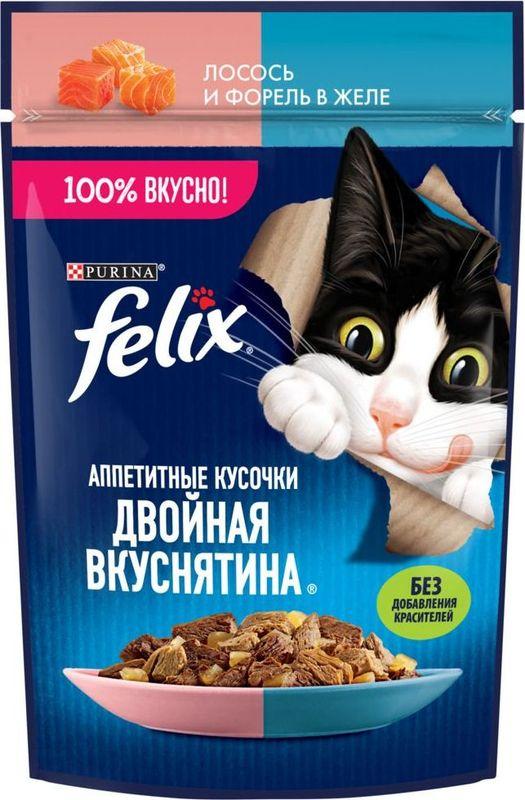 ЛОСОСЬ
И ФОРЕЛЬ В ЖЕЛЕ
100% ВКУСНО!
PURINA®
felix®
АППЕТИТНЫЕ КУСОЧКИ
ДВОЙНАЯ
ВКУСНЯТИНА®
БЕЗ
ДОБАВЛЕНИЯ
КРАСИТЕЛЕЙ